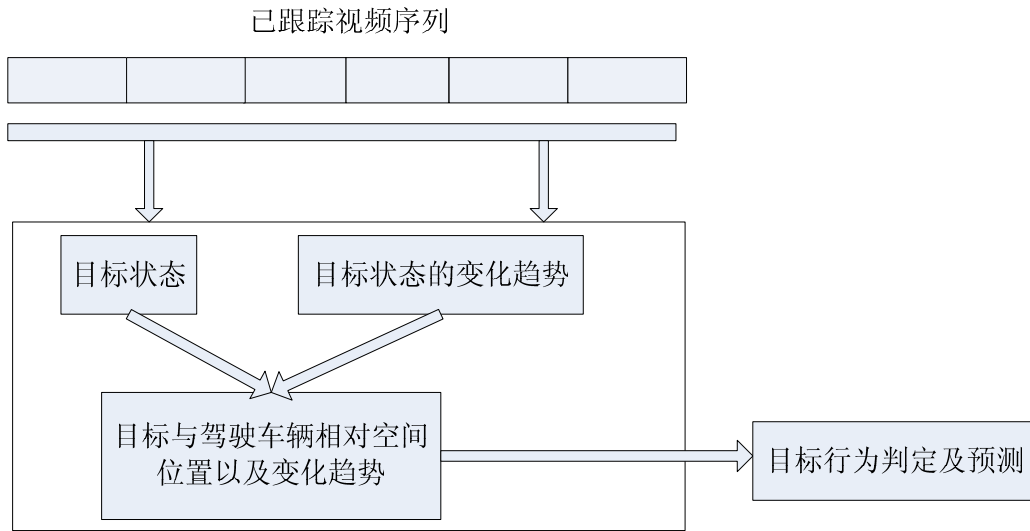 已跟踪视频序列
目标状态
目标状态的变化趋势
目标与驾驶车辆相对空间
位置以及变化趋势
目标行为判定及预测